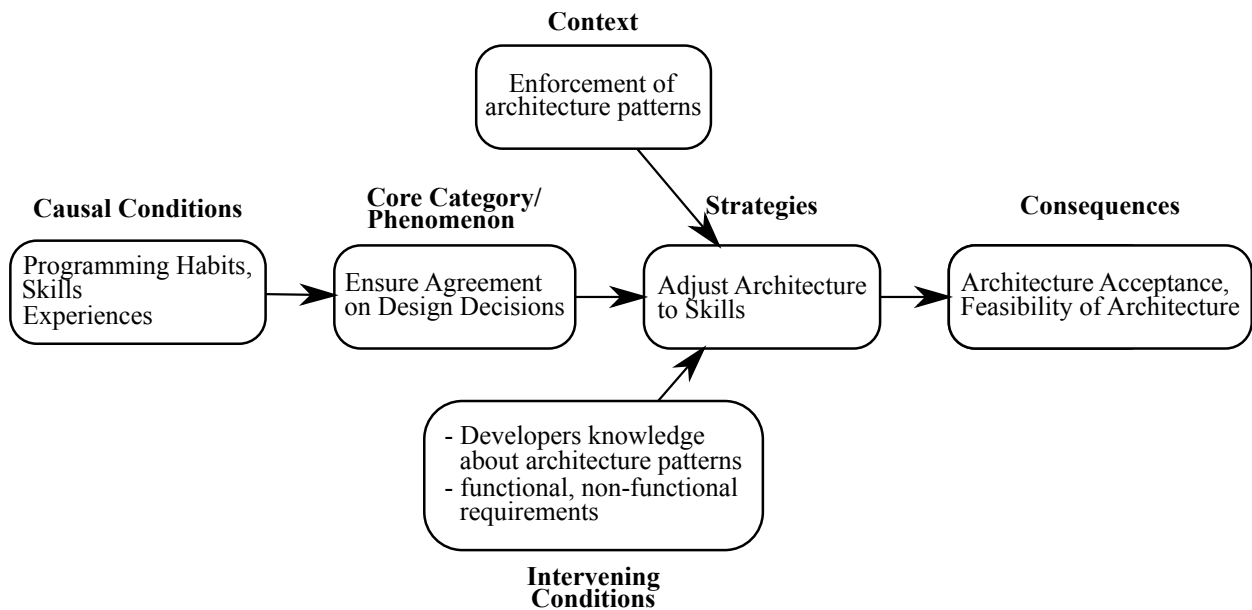 Context
Enforcement of
architecture patterns
Causal Conditions
Programming Habits,
Skills
Experiences
Core Category/
Phenomenon
Ensure Agreement
on Design Decisions
Strategies
Adjust Architecture
to Skills
Consequences
Architecture Acceptance,
Feasibility of Architecture
- Developers knowledge
about architecture patterns
- functional, non-functional
requirements
Intervening
Conditions